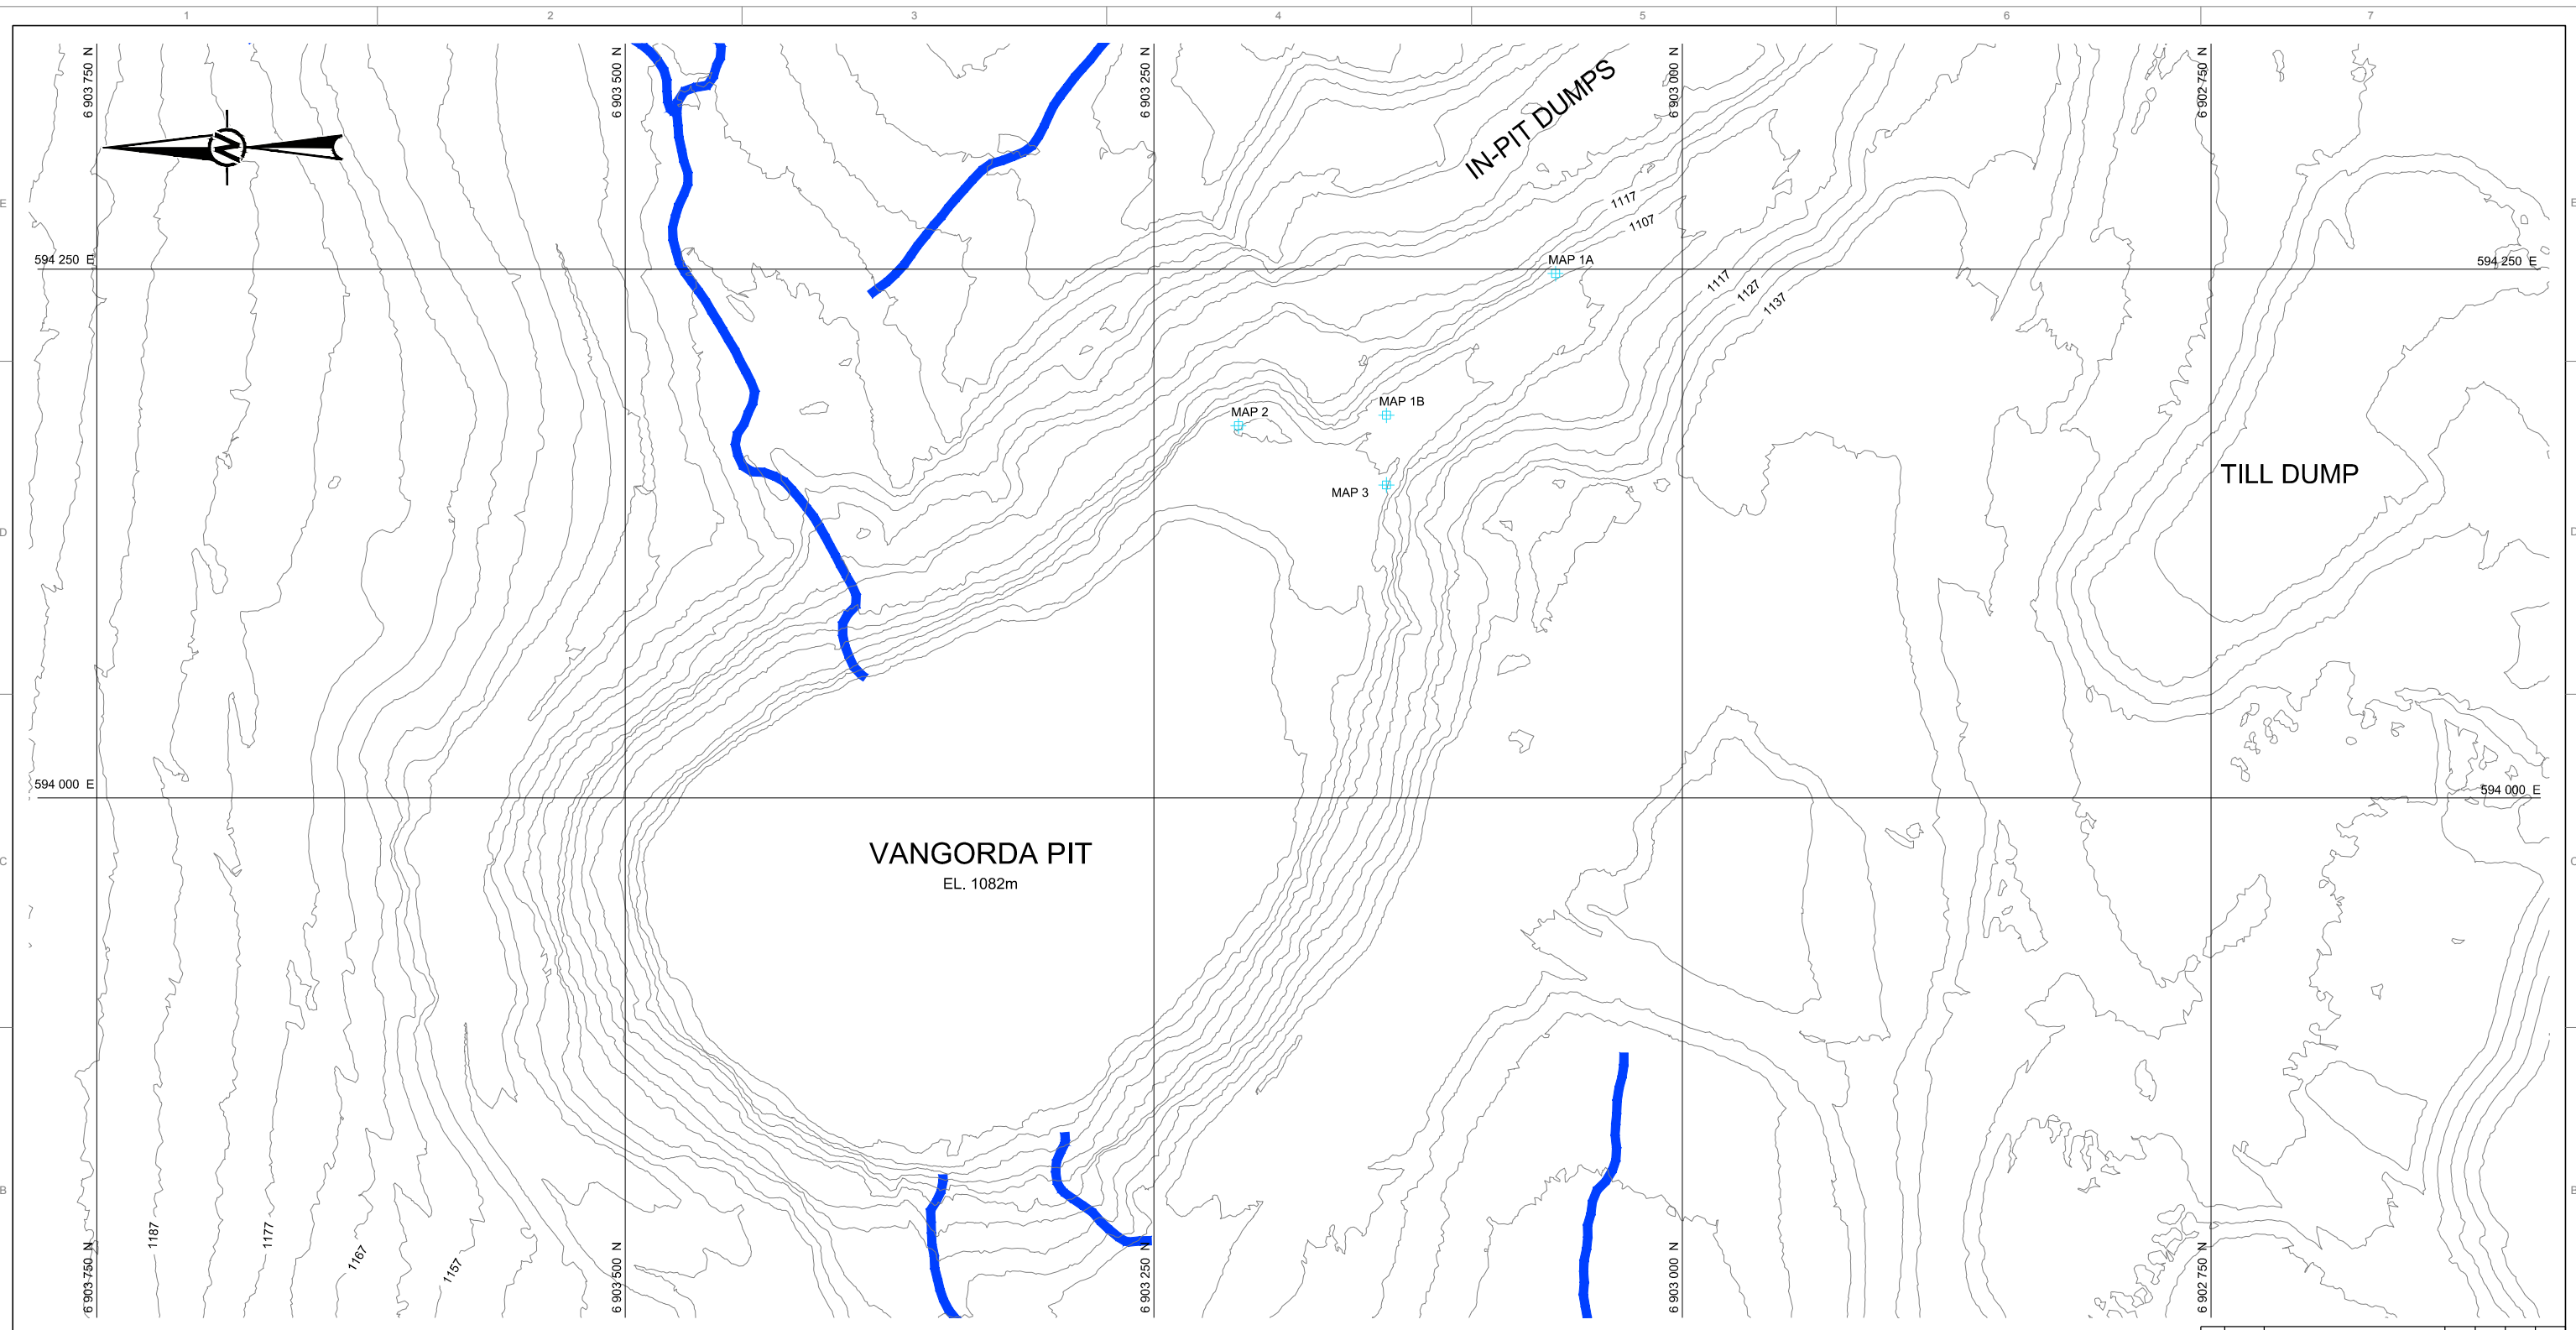 1 2 3 4 5 6 7
6 903 750 N
6 903 500 N
6 903 250 N
6 903 000 N
6 902 750 N
N
IN-PIT DUMPS
E
E
1117
1107
594 250 E
MAP 1A
594 250 E
1117
1127
1137
MAP 1B
MAP 2
TILL DUMP
MAP 3
D
D
594 000 E
594 000 E
VANGORDA PIT
EL. 1082m
C
C
B
B
1187
1177
1167
1157
6 903 750 N
6 903 500 N
6 903 250 N
6 903 000 N
6 902 750 N